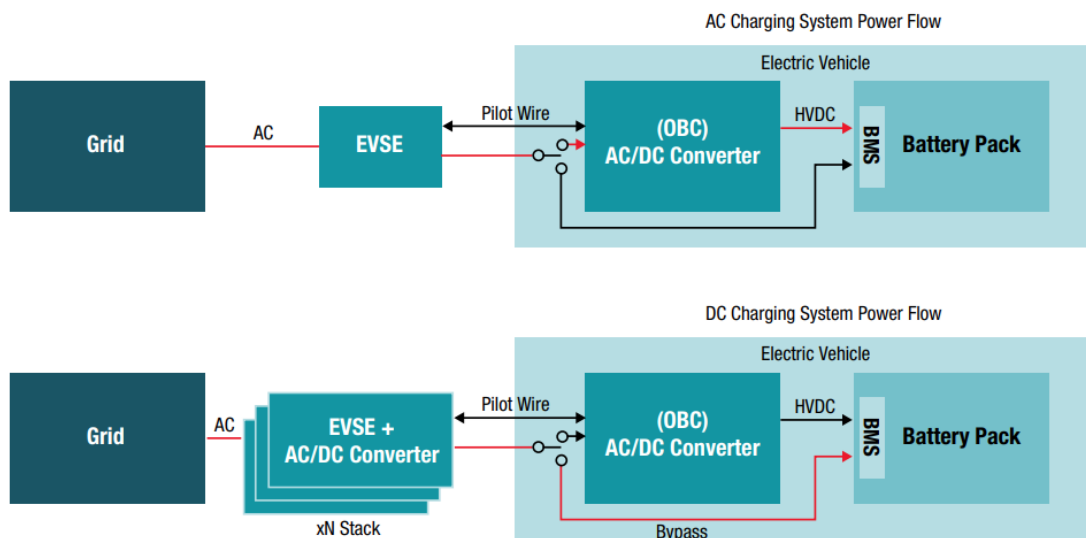 AC Charging System Power Flow
Electric Vehicle
Grid
AC
EVSE
Pilot Wire
(OBC)
AC/DC Converter
HVDC
BMS
Battery Pack
DC Charging System Power Flow
Electric Vehicle
Grid
AC
EVSE +
AC/DC Converter
xN Stack
Pilot Wire
(OBC)
AC/DC Converter
HVDC
BMS
Battery Pack
Bypass